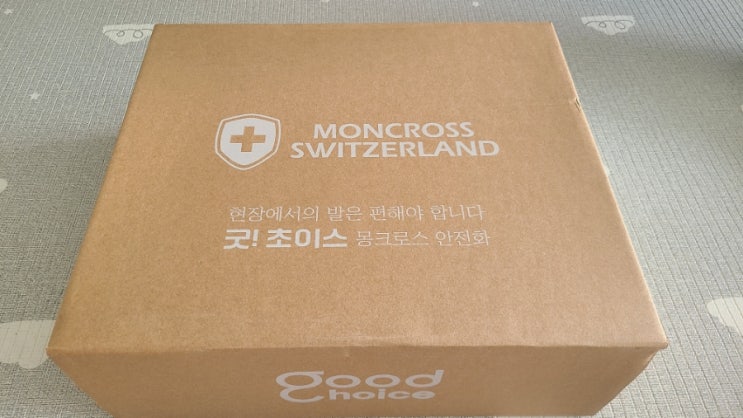 MONCROSS
SWITZERLAND
현장에서의 발은 편해야 합니다
굿! 초이스 몽크로스 안전화
good
choice